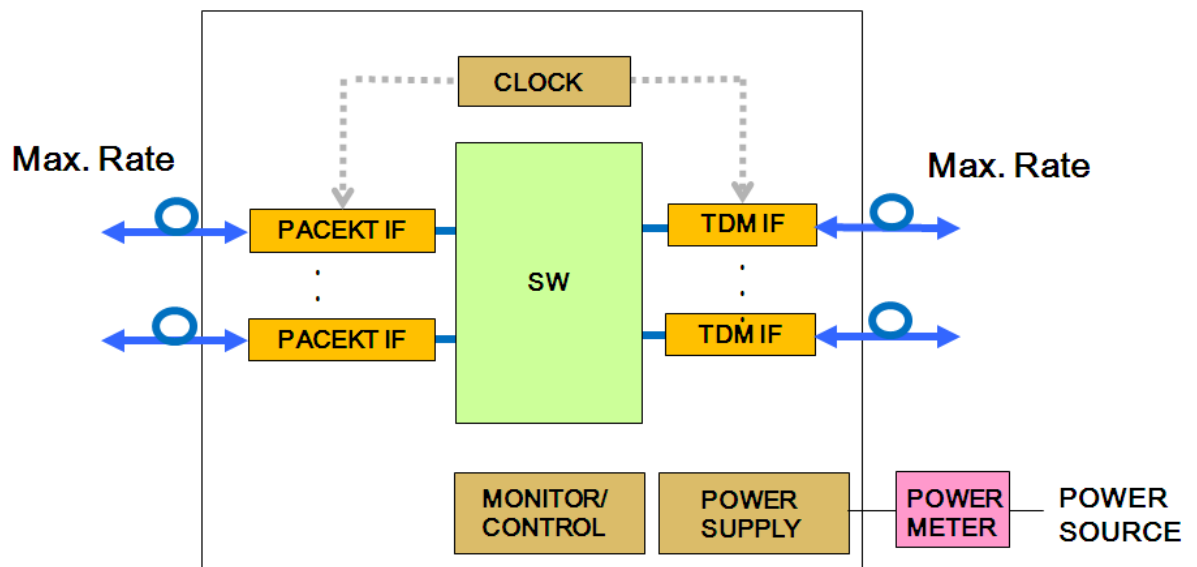 CLOCK
Max. Rate
Max. Rate
PACEKT IF
TDM IF
SW
PACEKT IF
TDM IF
MONITOR/
CONTROL
POWER
SUPPLY
POWER
METER
POWER
SOURCE